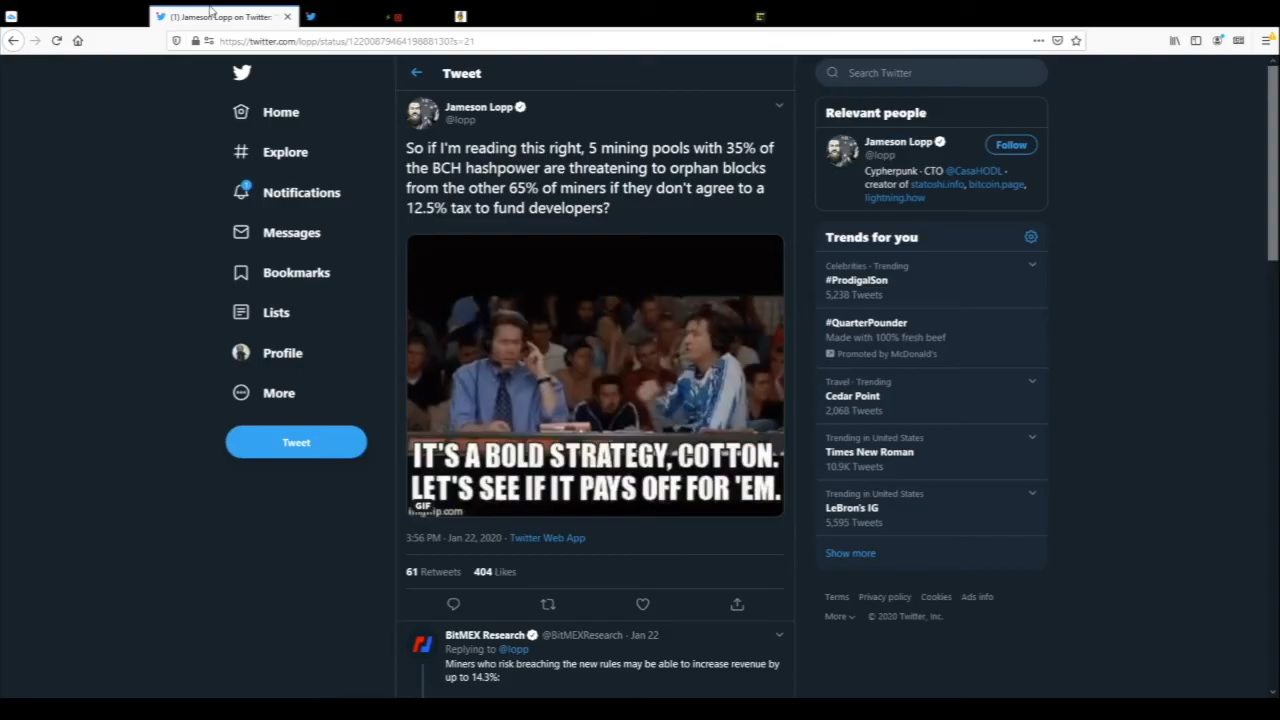 (1) Jameson Lopp on Twitter:
https://twitter.com/lopp/status/1220087946419888130?s=21
Home
Explore
Notifications
1
Messages
Bookmarks
Lists
Profile
More
Tweet
Tweet
Jameson Lopp
@lopp
So if I'm reading this right, 5 mining pools with 35% of
the BCH hashpower are threatening to orphan blocks
from the other 65% of miners if they don't agree to a
12.5% tax to fund developers?
IT'S A BOLD STRATEGY, COTTON.
LET'S SEE IF IT PAYS OFF FOR 'EM.
GIF
imgflip.com
3:56 PM · Jan 22, 2020 · Twitter Web App
61 Retweets 404 Likes
BitMEX Research @BitMEXResearch · Jan 22
Replying to @lopp
Miners who risk breaching the new rules may be able to increase revenue by
up to 14.3%:
Search Twitter
Relevant people
Jameson Lopp
@lopp
Follow
Cypherpunk · CTO @CasaHODL ·
creator of statoshi.info, bitcoin.page,
lightning.how
Trends for you
Celebrities · Trending
#ProdigalSon
5,238 Tweets
#QuarterPounder
Made with 100% fresh beef
Promoted by McDonald's
Travel · Trending
Cedar Point
2,068 Tweets
Trending in United States
Times New Roman
10.9K Tweets
Trending in United States
LeBron's IG
5,595 Tweets
Show more
Terms Privacy policy Cookies Ads info
More © 2020 Twitter, Inc.